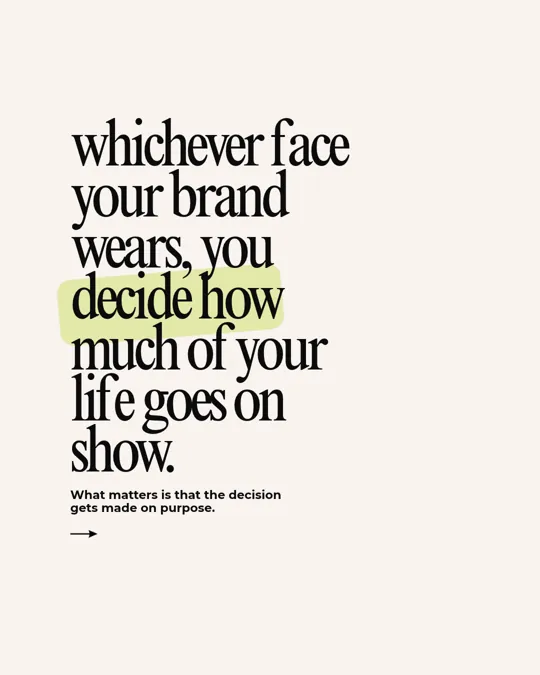 whichever face
your brand
wears, you
decide how
much of your
life goes on
show.
What matters is that the decision
gets made on purpose.